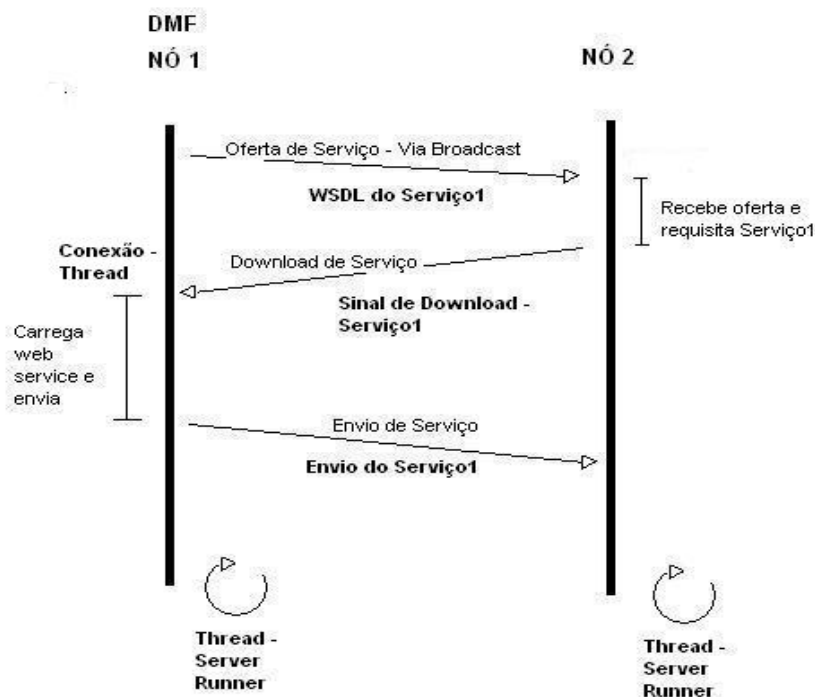 DMF
NÓ 1
NÓ 2
Oferta de Serviço - Via Broadcast
WSDL do Serviço1
Recebe oferta e
requisita Serviço1
Conexão -
Thread
Download de Serviço
Sinal de Download -
Serviço1
Carrega
web
service e
envia
Envio de Serviço
Envio do Serviço1
Thread -
Server
Runner
Thread -
Server
Runner